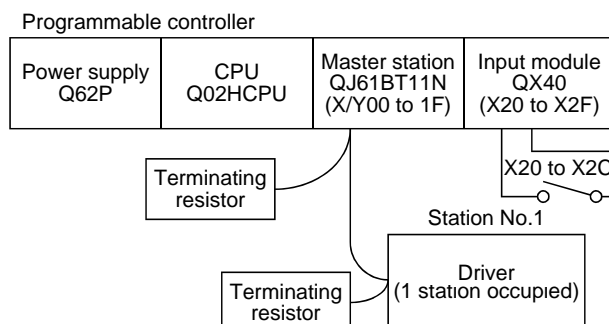 Programmable controller
Power supply
Q62P
CPU
Q02HCPU
Master station
QJ61BT11N
(X/Y00 to 1F)
Input module
QX40
(X20 to X2F)
X20 to X2C
Terminating
resistor
Station No.1
Driver
(1 station occupied)
Terminating
resistor